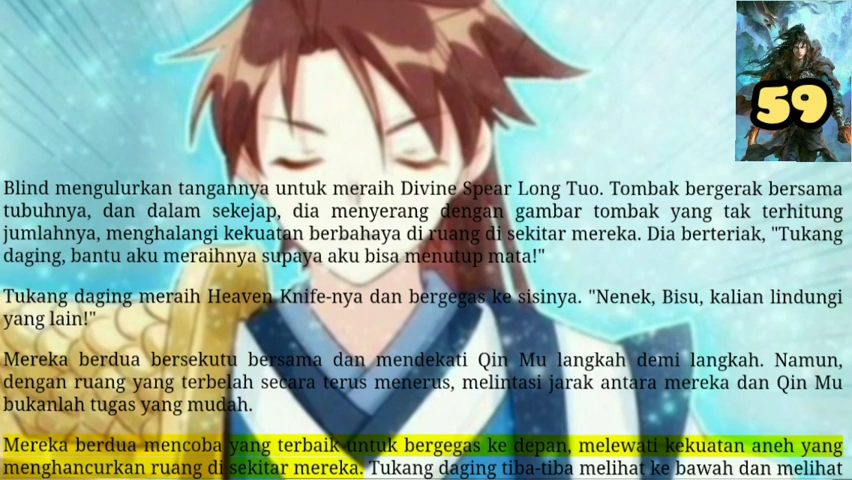 59
Blind mengulurkan tangannya untuk meraih Divine Spear Long Tuo. Tombak bergerak bersama
tubuhnya, dan dalam sekejap, dia menyerang dengan gambar tombak yang tak terhitung
jumlahnya, menghalangi kekuatan berbahaya di ruang di sekitar mereka. Dia berteriak, "Tukang
daging, bantu aku meraihnya supaya aku bisa menutup mata!"
Tukang daging meraih Heaven Knife-nya dan bergegas ke sisinya. "Nenek, Bisu, kalian lindungi
yang lain!"
Mereka berdua bersekutu bersama dan mendekati Qin Mu langkah demi langkah. Namun,
dengan ruang yang terbelah secara terus menerus, melintasi jarak antara mereka dan Qin Mu
bukanlah tugas yang mudah.
Mereka berdua mencoba yang terbaik untuk bergegas ke depan, melewati kekuatan aneh yang
menghancurkan ruang di sekitar mereka. Tukang daging tiba-tiba melihat ke bawah dan melihat